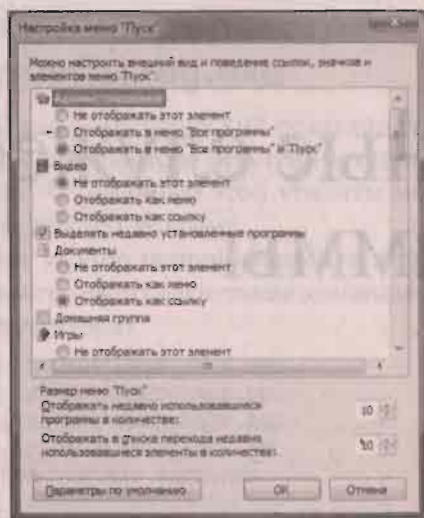 Настройка меню "Пуск"
Можно настроить внешний вид и поведение ссылок, значков и
элементов меню "Пуск".
Не отображать этот элемент
Отображать в меню "Все программы"
Отображать в меню "Все программы" и "Пуск"
Видео
Не отображать этот элемент
Отображать как меню
Отображать как ссылку
Выделять недавно установленные программы
Документы
Не отображать этот элемент
Отображать как меню
Отображать как ссылку
Домашняя группа
Игры
Не отображать этот элемент
Размер меню "Пуск"
Отображать недавно использовавшиеся
программы в количестве:
10
Отображать в списке перехода недавно
использовавшиеся элементы в количестве:
10
Параметры по умолчанию
OK
Отмена